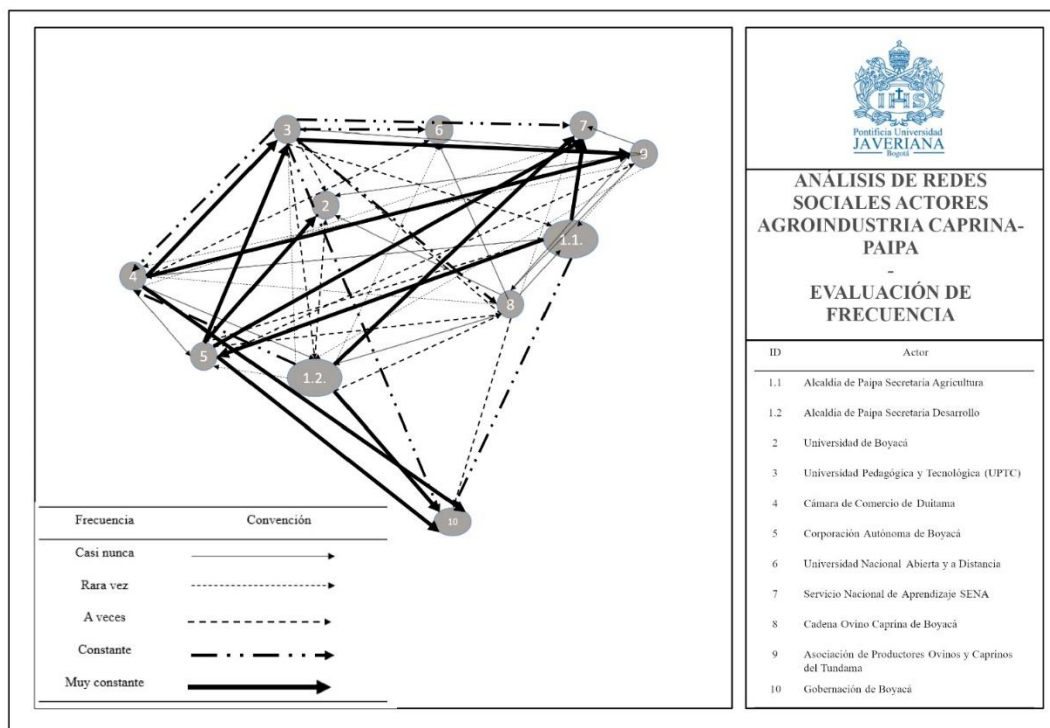 3
6
7
9
2
1.1.
4
8
5
1.2.
10
Frecuencia Convención
Casi nunca
Rara vez
A veces
Constante
Muy constante
IHS
Pontificia Universidad
JAVERIANA
Bogotá
ANÁLISIS DE REDES
SOCIALES ACTORES
AGROINDUSTRIA CAPRINA-
PAIPA
-
EVALUACIÓN DE
FRECUENCIA
ID Actor
1.1 Alcaldía de Paipa Secretaria Agricultura
1.2 Alcaldía de Paipa Secretaria Desarrollo
2 Universidad de Boyacá
3 Universidad Pedagógica y Tecnológica (UPTC)
4 Cámara de Comercio de Duitama
5 Corporación Autónoma de Boyacá
6 Universidad Nacional Abierta y a Distancia
7 Servicio Nacional de Aprendizaje SENA
8 Cadena Ovino Caprina de Boyacá
9 Asociación de Productores Ovinos y Caprinos
del Tundama
10 Gobernación de Boyacá